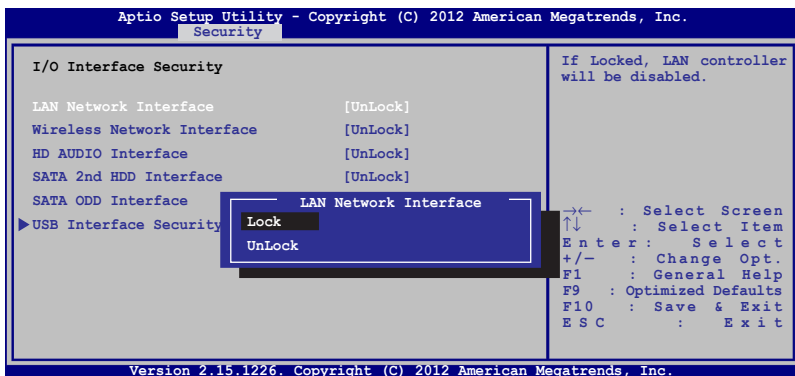 Aptio Setup Utility - Copyright (C) 2012 American Megatrends, Inc.
Security
I/O Interface Security
LAN Network Interface [UnLock]
Wireless Network Interface [UnLock]
HD AUDIO Interface [UnLock]
SATA 2nd HDD Interface [UnLock]
SATA ODD Interface
USB Interface Security
LAN Network Interface
Lock
UnLock
If Locked, LAN controller
will be disabled.
→← : Select Screen
↑↓ : Select Item
Enter: Select
+/— : Change Opt.
F1 : General Help
F9 : Optimized Defaults
F10 : Save & Exit
ESC : Exit
Version 2.15.1226. Copyright (C) 2012 American Megatrends, Inc.